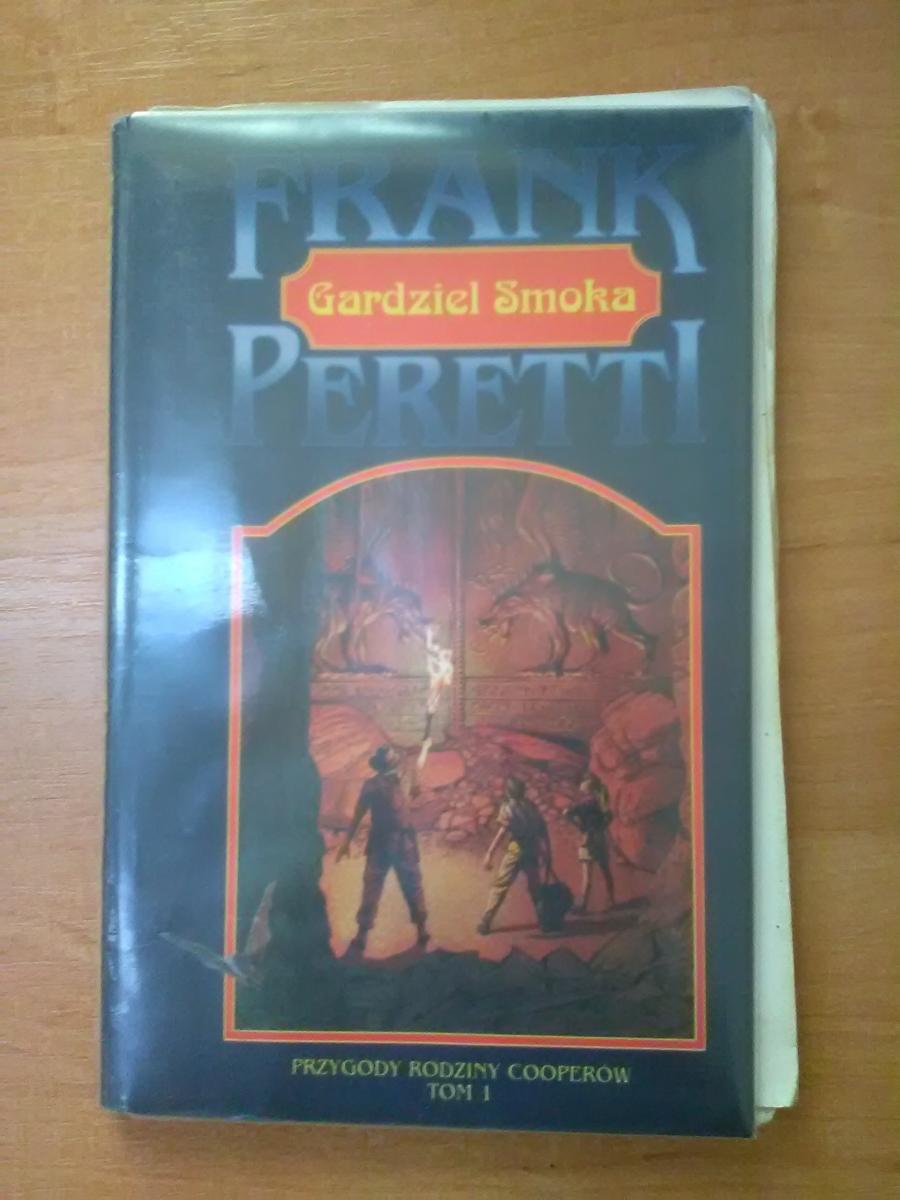 FRANK
Gardziel Smoka
PERETTI
PRZYGODY RODZINY COOPERÓW
TOM 1